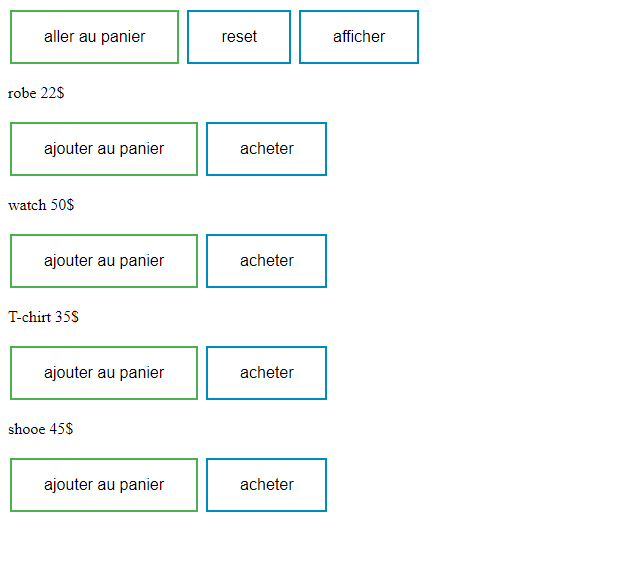 aller au panier reset afficher
robe 22$
ajouter au panier acheter
watch 50$
ajouter au panier acheter
T-chirt 35$
ajouter au panier acheter
shooe 45$
ajouter au panier acheter